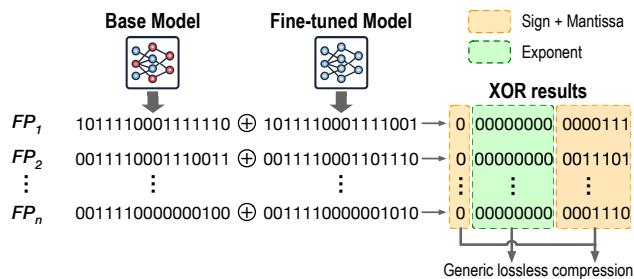 Base Model Fine-tuned Model Sign + Mantissa
Exponent
XOR results
FP1 1011110001111110 ⊕ 1011110001111001 → 0 00000000 0000111
FP2 0011110001110011 ⊕ 0011110001101110 → 0 00000000 0011101
⋮ ⋮ ⋮ ⋮ ⋮ ⋮
FPn 0011110000000100 ⊕ 0011110000001010 → 0 00000000 0001110
Generic lossless compression